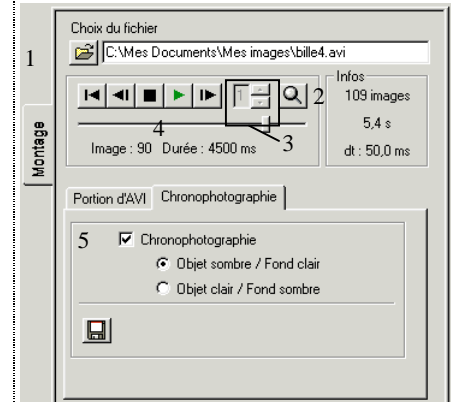 Choix du fichier
1
C:\Mes Documents\Mes images\bille4.avi
Infos
1
2
109 images
4
3
5,4 s
Image : 90 Durée : 4500 ms
dt : 50,0 ms
Montage
Portion d'AVI Chronophotographie
5 Chronophotographie
Objet sombre / Fond clair
Objet clair / Fond sombre